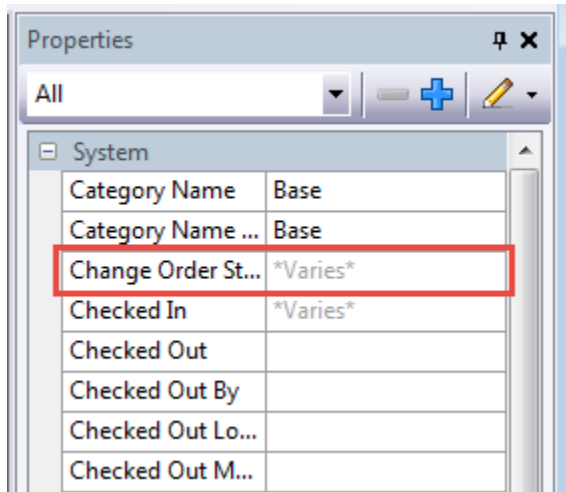 Properties
All
System
Category Name Base
Category Name ... Base
Change Order St... *Varies*
Checked In *Varies*
Checked Out
Checked Out By
Checked Out Lo...
Checked Out M...